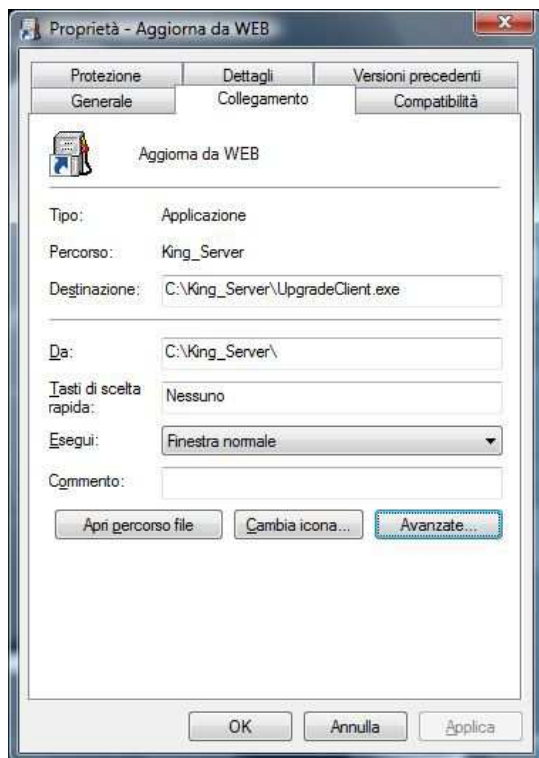 Proprietà - Aggiorna da WEB
Protezione Dettagli Versioni precedenti
Generale Collegamento Compatibilità
Aggiorna da WEB
Tipo: Applicazione
Percorso: King_Server
Destinazione: C:\King_Server\UpgradeClient.exe
Da: C:\King_Server\
Tasti di scelta rapida: Nessuno
Esegui: Finestra normale
Commento:
Apri percorso file Cambia icona... Avanzate...
OK Annulla Applica